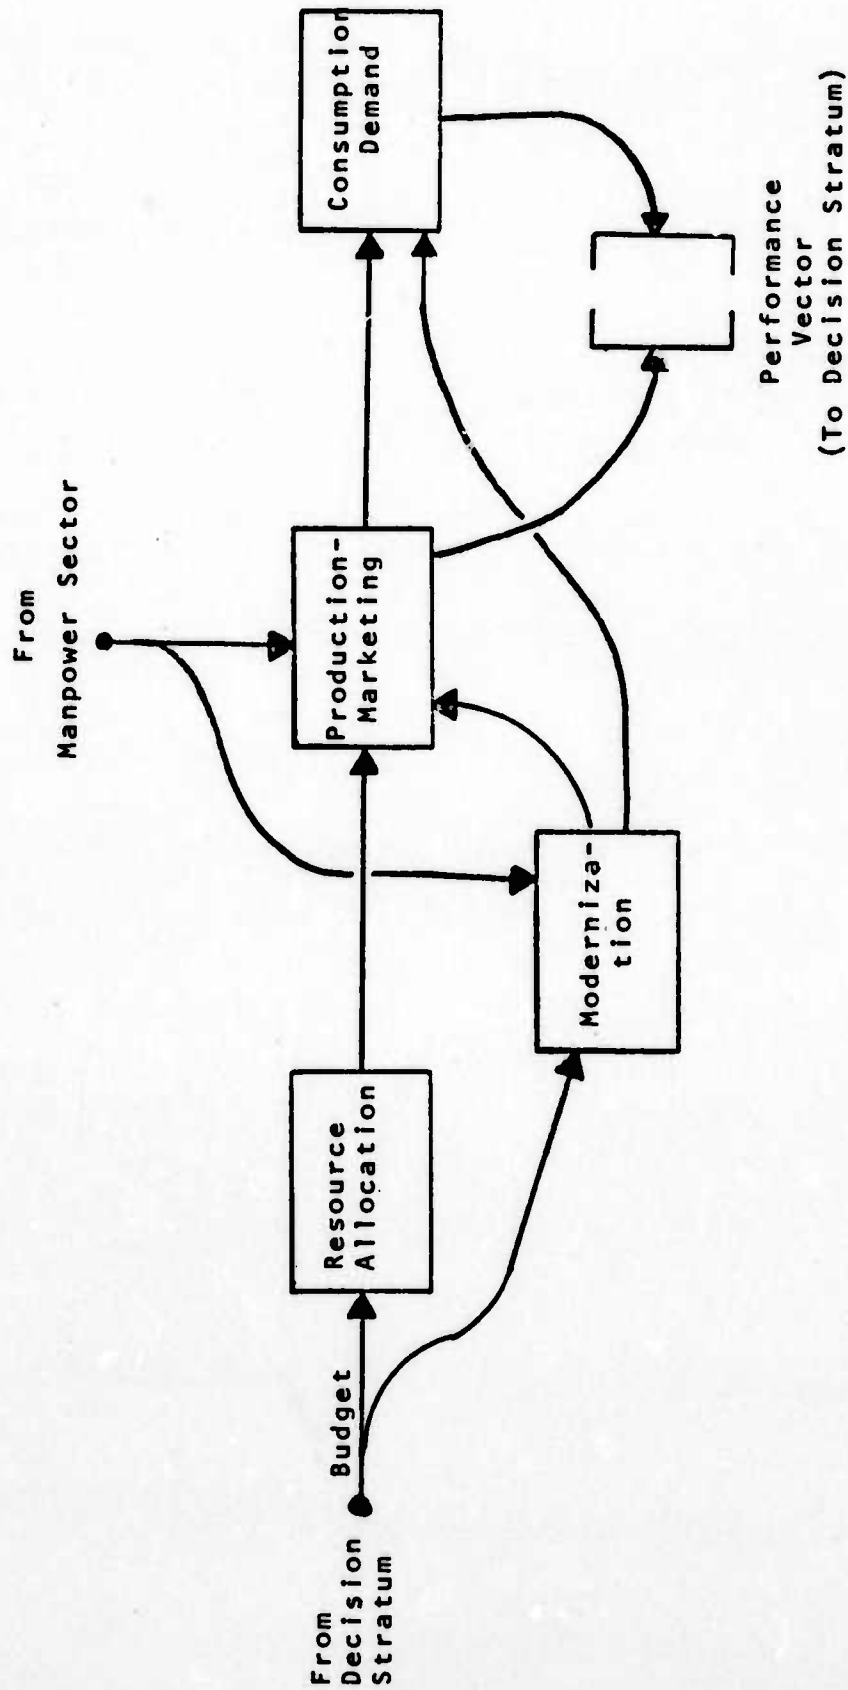 From
Manpower Sector
From
Decision
Stratum
Budget
Resource
Allocation
Production-
Marketing
Consumption
Demand
Moderniza-
tion
Performance
Vector
(To Decision Stratum)